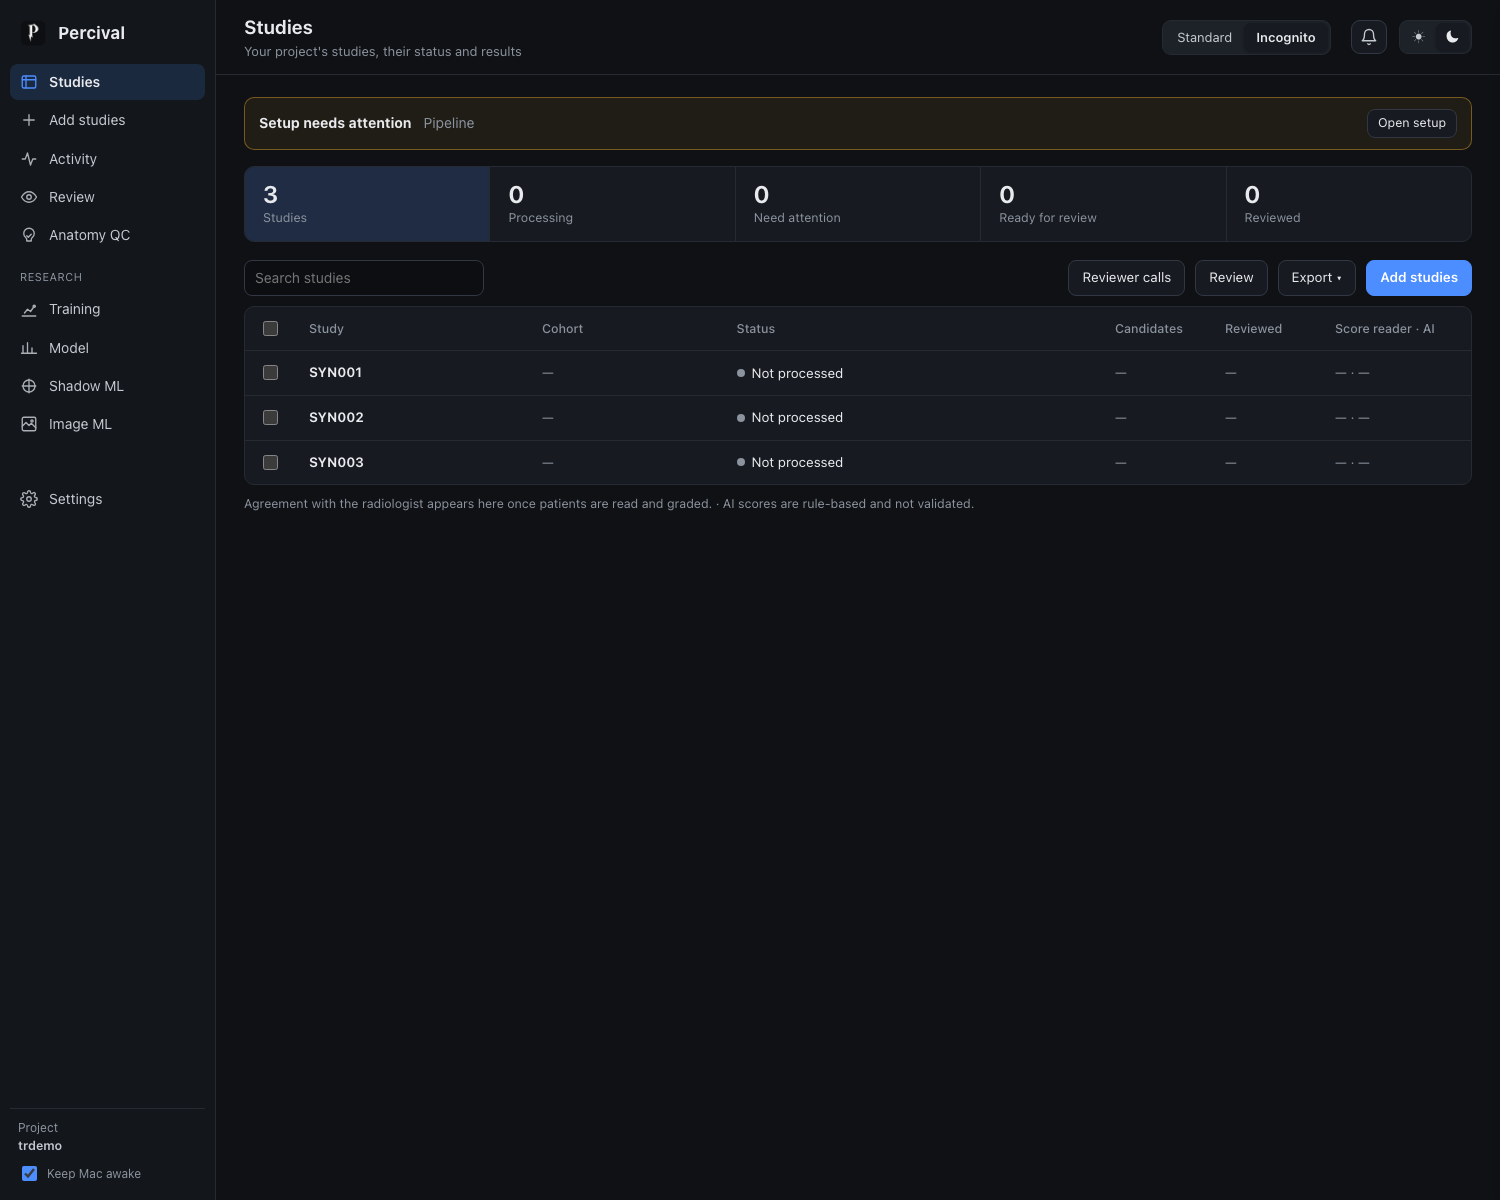 Percival
Studies
Add studies
Activity
Review
Anatomy QC
RESEARCH
Training
Model
Shadow ML
Image ML
Settings
Project
trdemo
Keep Mac awake
Studies
Your project's studies, their status and results
Standard Incognito
Setup needs attention Pipeline Open setup
3 0 0 0 0
Studies Processing Need attention Ready for review Reviewed
Search studies Reviewer calls Review Export ▾ Add studies
Study Cohort Status Candidates Reviewed Score reader · AI
SYN001 — Not processed — — — · —
SYN002 — Not processed — — — · —
SYN003 — Not processed — — — · —
Agreement with the radiologist appears here once patients are read and graded. · AI scores are rule-based and not validated.